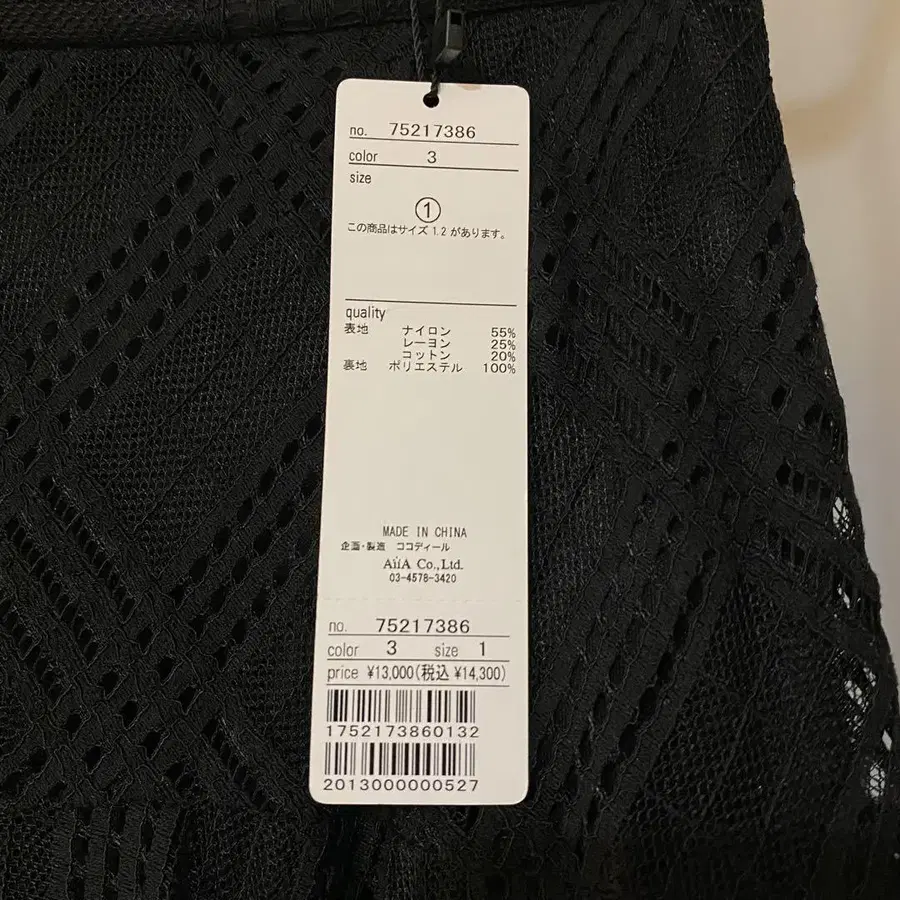 no. 75217386
color 3
size
①
この商品はサイズ 1.2 があります。
quality
表地 ナイロン 55%
レーヨン 25%
コットン 20%
裏地 ポリエステル 100%
MADE IN CHINA
企画・製造 ココディール
AiiA Co.,Ltd.
03-4578-3420
no. 75217386
color 3 size 1
price ¥13,000(税込 ¥14,300)
1752173860132
2013000000527